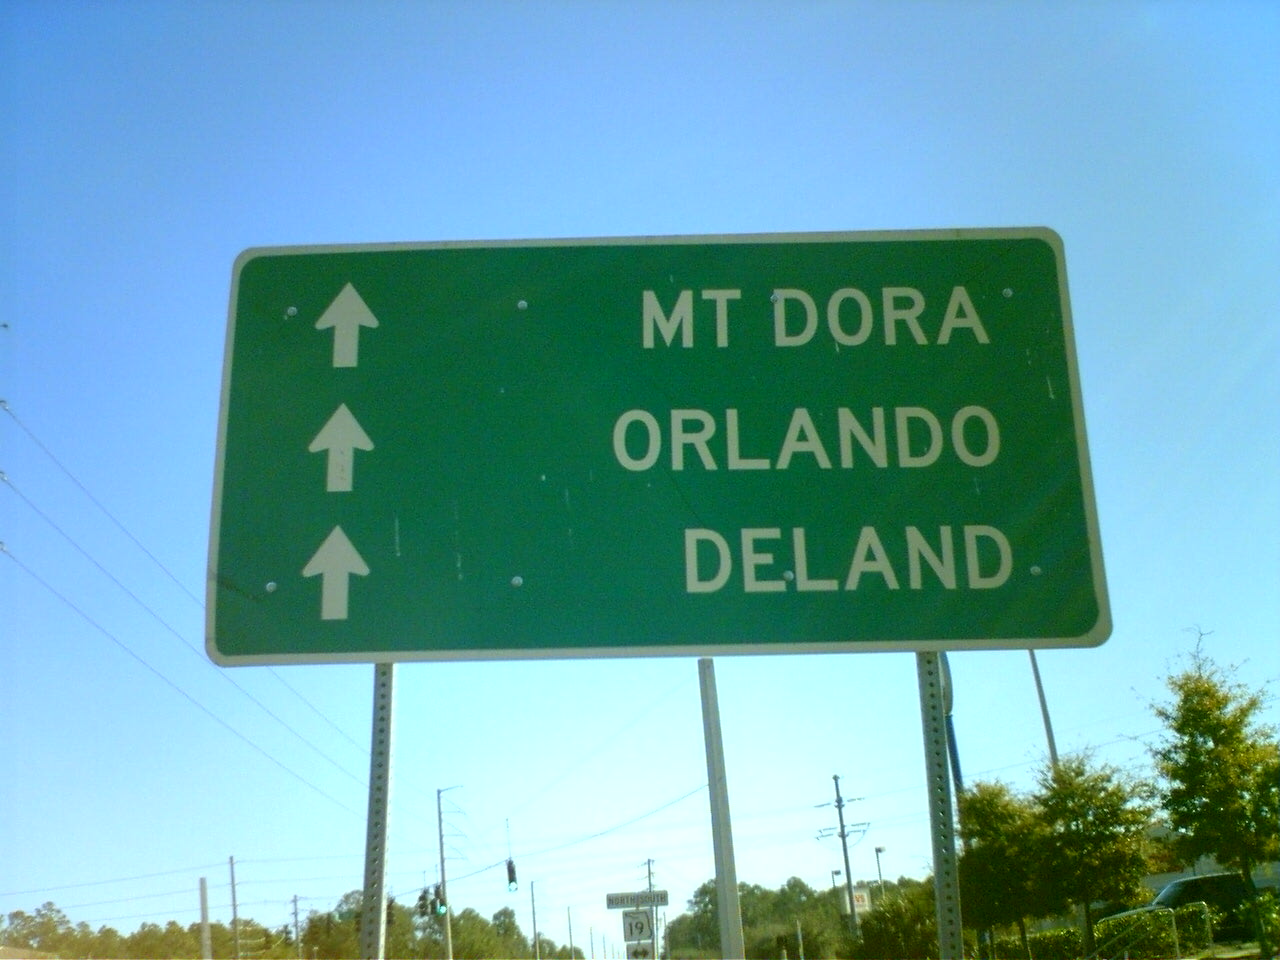 MT DORA
ORLANDO
DELAND
NORTH SOUTH
19